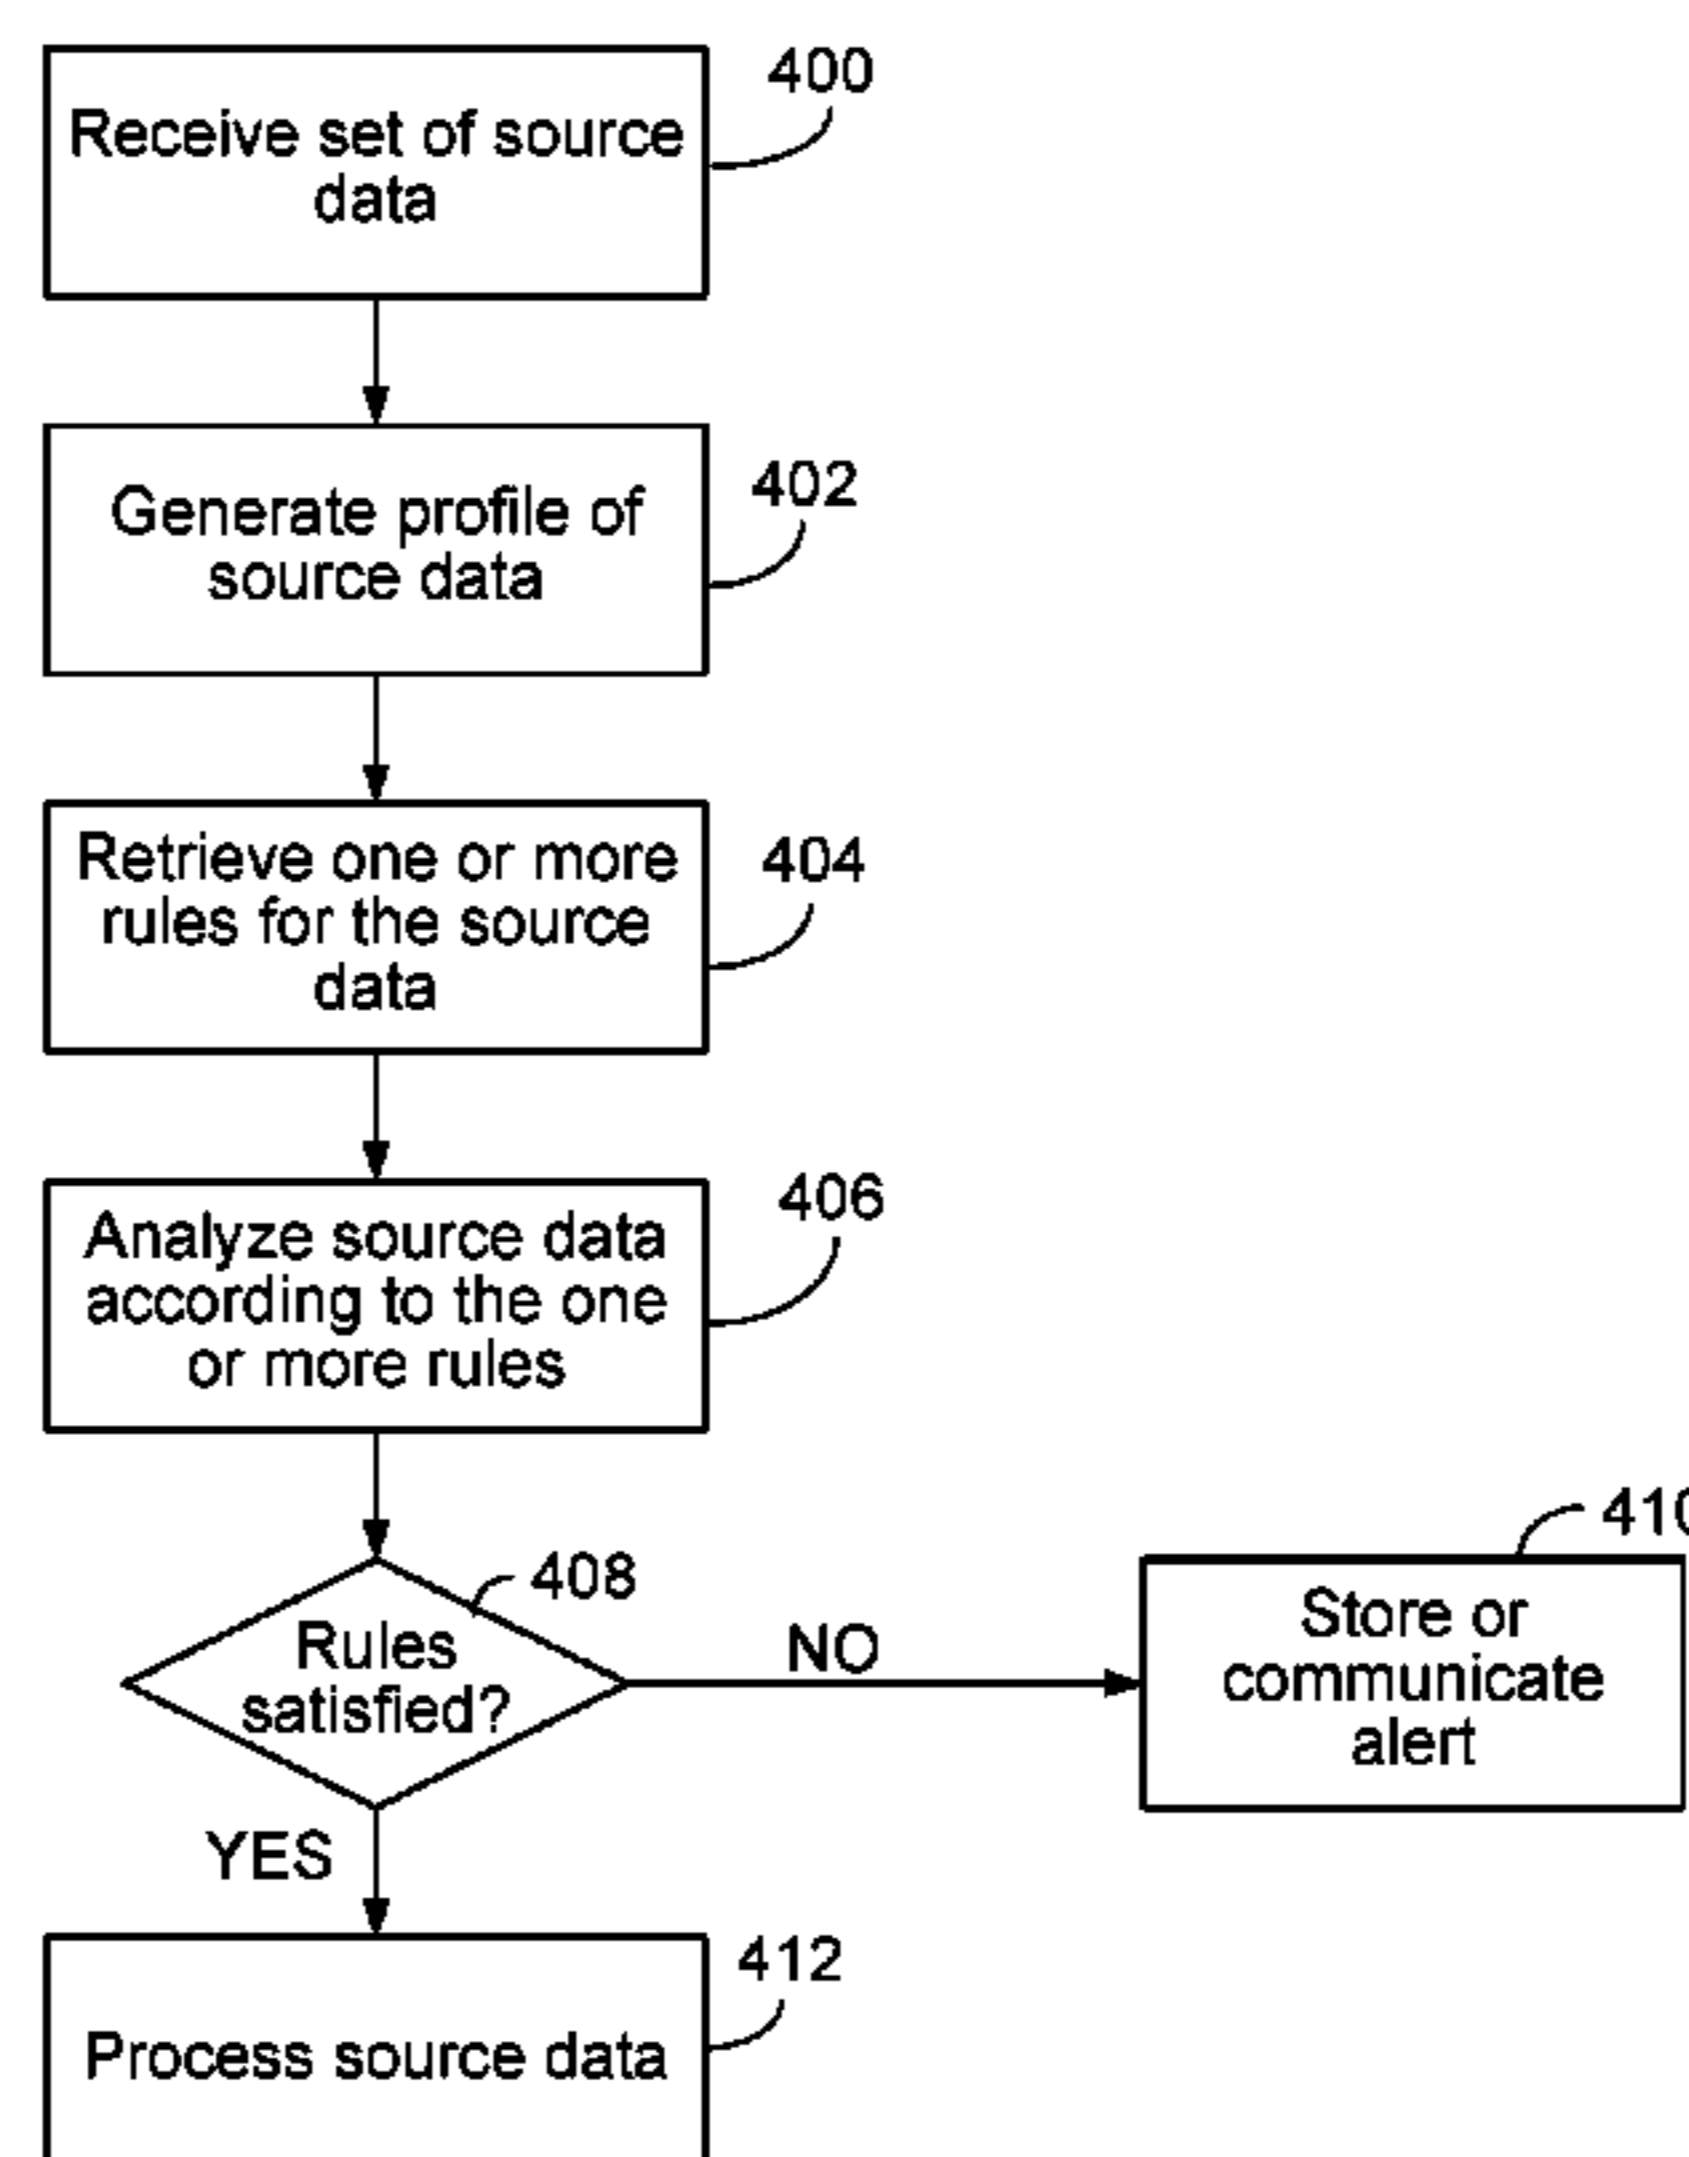 400
Receive set of source
data
402
Generate profile of
source data
404
Retrieve one or more
rules for the source
data
406
Analyze source data
according to the one
or more rules
408
Rules
satisfied?
NO
410
Store or
communicate
alert
YES
412
Process source data